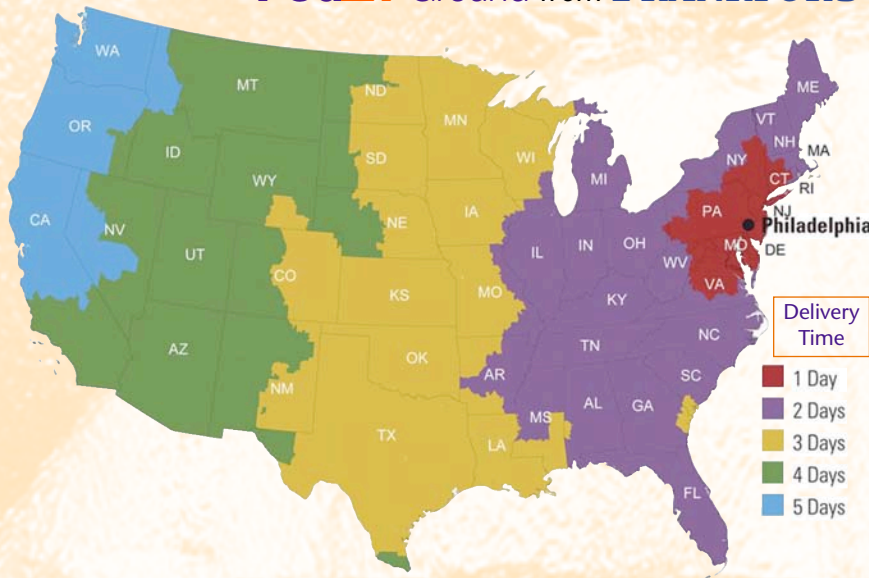 WA
MT
ND
MN
ME
OR
ID
SD
WI
MI
VT
NH
NY
MA
WY
CT
RI
CA
NV
NE
IA
PA
NJ
Philadelphia
UT
IL
IN
OH
MD
DE
CO
KS
MO
WV
VA
KY
AZ
OK
TN
NC
NM
AR
SC
TX
MS
AL
GA
LA
FL
Delivery
Time
1 Day
2 Days
3 Days
4 Days
5 Days